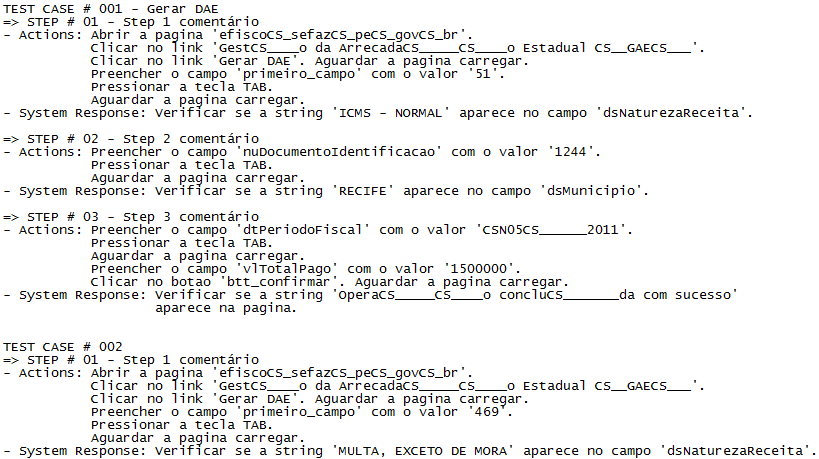 TEST CASE # 001 - Gerar DAE
=> STEP # 01 - Step 1 comentário
- Actions: Abrir a pagina 'efiscoCS_sefazCS_peCS_govCS_br'.
Clicar no link 'GestCS____o da ArrecadaCS_____CS____o Estadual CS__GAECS___'.
Clicar no link 'Gerar DAE'. Aguardar a pagina carregar.
Preencher o campo 'primeiro_campo' com o valor '51'.
Pressionar a tecla TAB.
Aguardar a pagina carregar.
- System Response: Verificar se a string 'ICMS - NORMAL' aparece no campo 'dsNaturezaReceita'.
=> STEP # 02 - Step 2 comentário
- Actions: Preencher o campo 'nuDocumentoIdentificacao' com o valor '1244'.
Pressionar a tecla TAB.
Aguardar a pagina carregar.
- System Response: Verificar se a string 'RECIFE' aparece no campo 'dsMunicipio'.
=> STEP # 03 - Step 3 comentário
- Actions: Preencher o campo 'dtPeriodoFiscal' com o valor 'CSN05CS______2011'.
Pressionar a tecla TAB.
Aguardar a pagina carregar.
Preencher o campo 'vlTotalPago' com o valor '1500000'.
Clicar no botao 'btt_confirmar'. Aguardar a pagina carregar.
- System Response: Verificar se a string 'OperaCS_____CS____o concluCS_______da com sucesso'
aparece na pagina.
TEST CASE # 002
=> STEP # 01 - Step 1 comentário
- Actions: Abrir a pagina 'efiscoCS_sefazCS_peCS_govCS_br'.
Clicar no link 'GestCS____o da ArrecadaCS_____CS____o Estadual CS__GAECS___'.
Clicar no link 'Gerar DAE'. Aguardar a pagina carregar.
Preencher o campo 'primeiro_campo' com o valor '469'.
Pressionar a tecla TAB.
Aguardar a pagina carregar.
- System Response: Verificar se a string 'MULTA, EXCETO DE MORA' aparece no campo 'dsNaturezaReceita'.